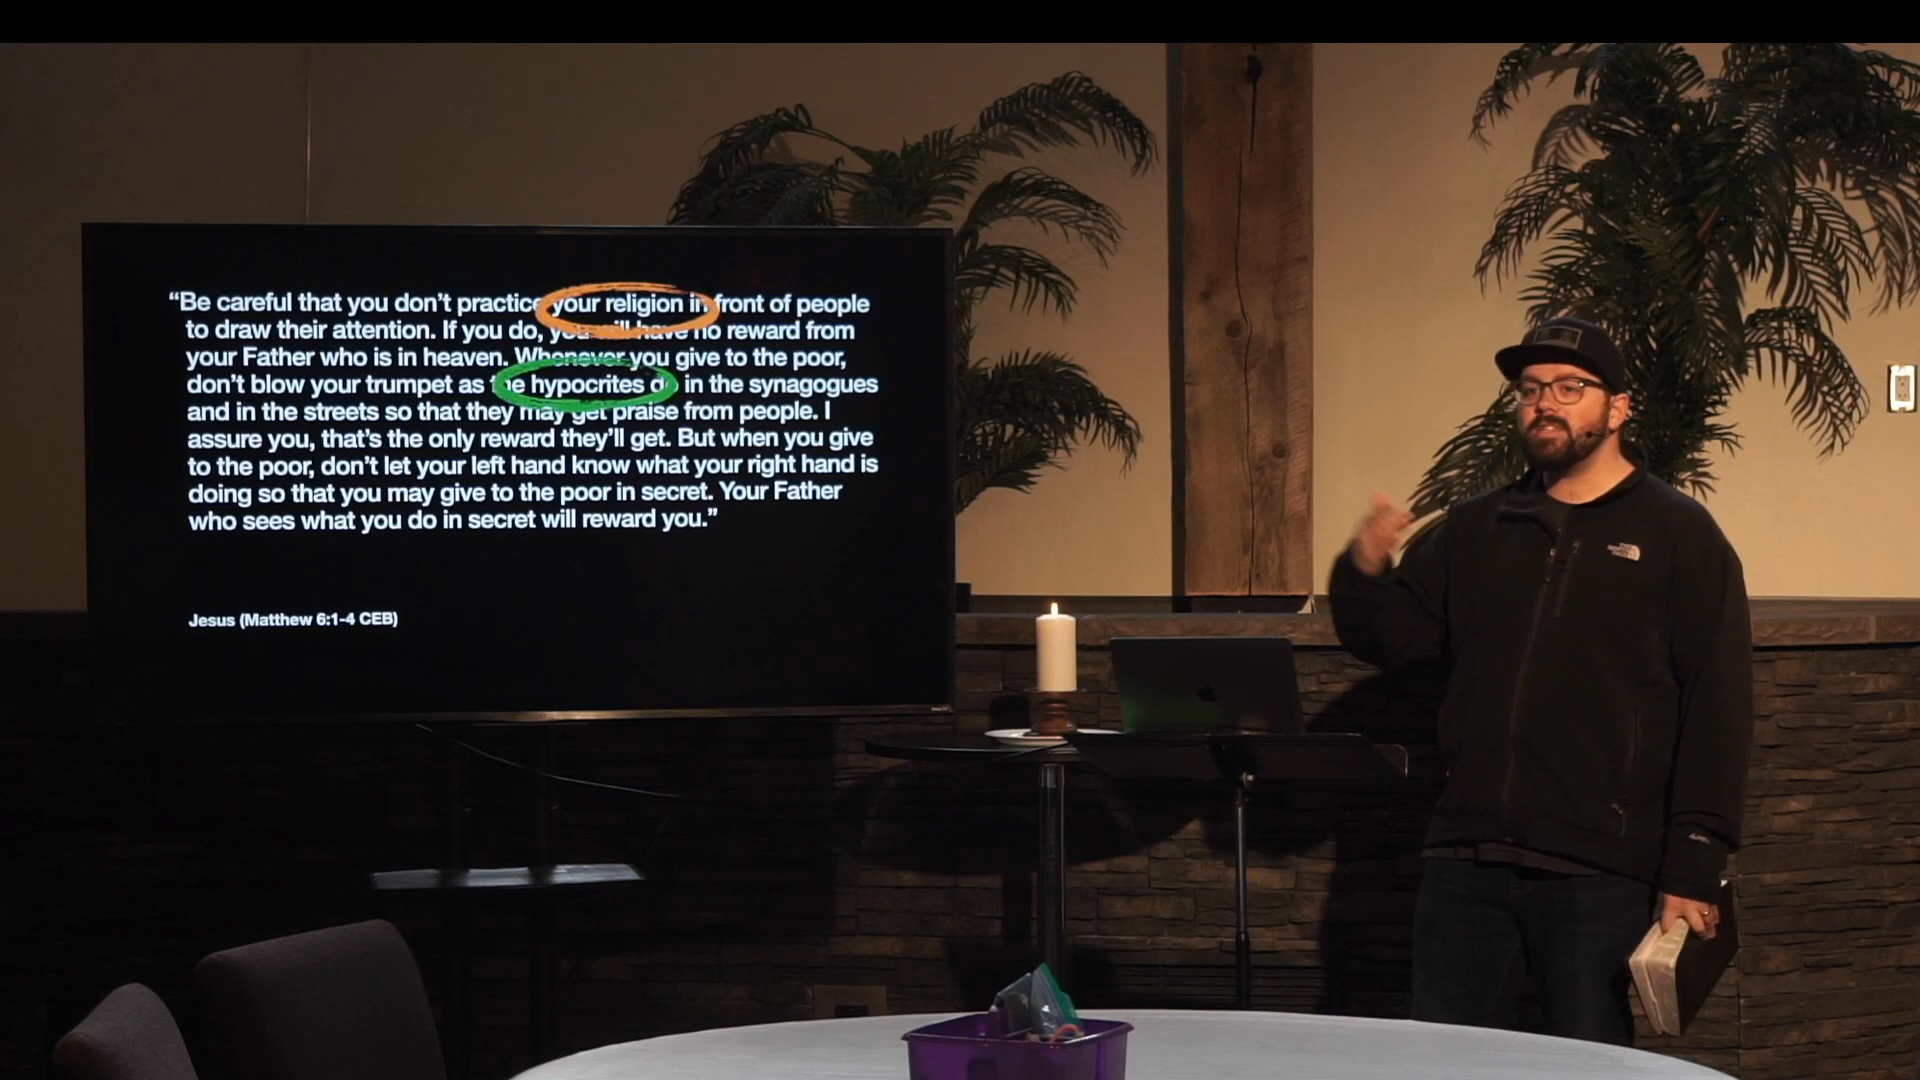 “Be careful that you don’t practice your religion in front of people
to draw their attention. If you do, you will have no reward from
your Father who is in heaven. Whenever you give to the poor,
don’t blow your trumpet as the hypocrites do in the synagogues
and in the streets so that they may get praise from people. I
assure you, that’s the only reward they’ll get. But when you give
to the poor, don’t let your left hand know what your right hand is
doing so that you may give to the poor in secret. Your Father
who sees what you do in secret will reward you.”
Jesus (Matthew 6:1-4 CEB)
THE
NORTH
FACE